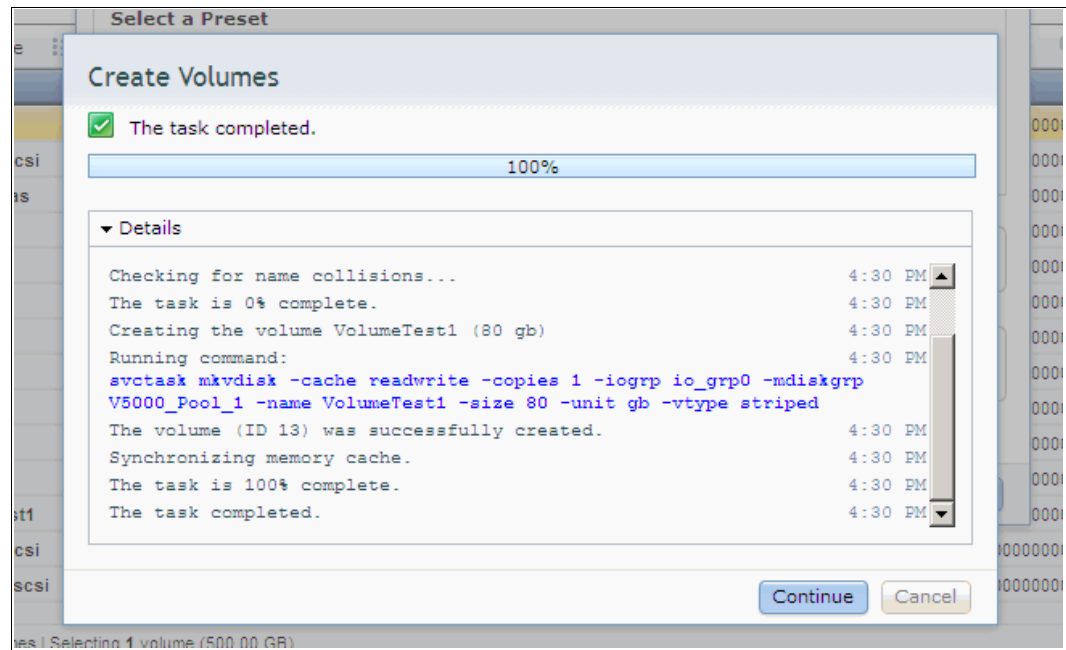 Select a Preset
Create Volumes
The task completed.
100%
Details
Checking for name collisions... 4:30 PM
The task is 0% complete. 4:30 PM
Creating the volume VolumeTest1 (80 gb) 4:30 PM
Running command: 4:30 PM
svctask mkvdisk -cache readwrite -copies 1 -iogrp io_grp0 -mdiskgrp
V5000_Pool_1 -name VolumeTest1 -size 80 -unit gb -vtype striped
The volume (ID 13) was successfully created. 4:30 PM
Synchronizing memory cache. 4:30 PM
The task is 100% complete. 4:30 PM
The task completed. 4:30 PM
Continue Cancel
Selecting 1 volume (500.00 GB)